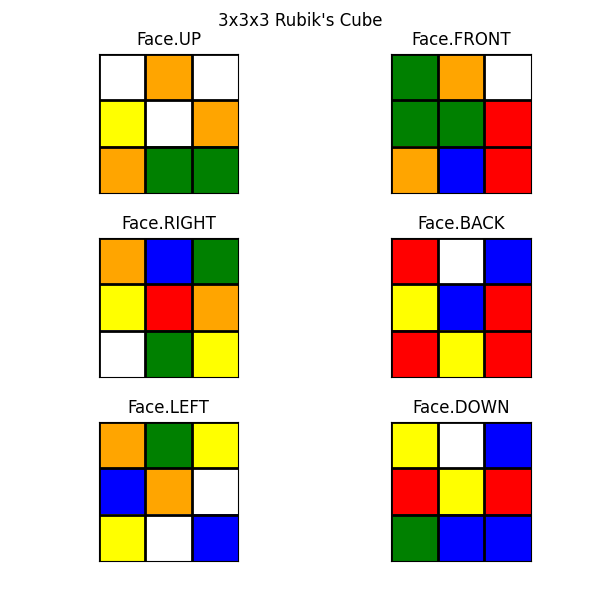 3x3x3 Rubik's Cube
Face.UP
Face.FRONT
Face.RIGHT
Face.BACK
Face.LEFT
Face.DOWN